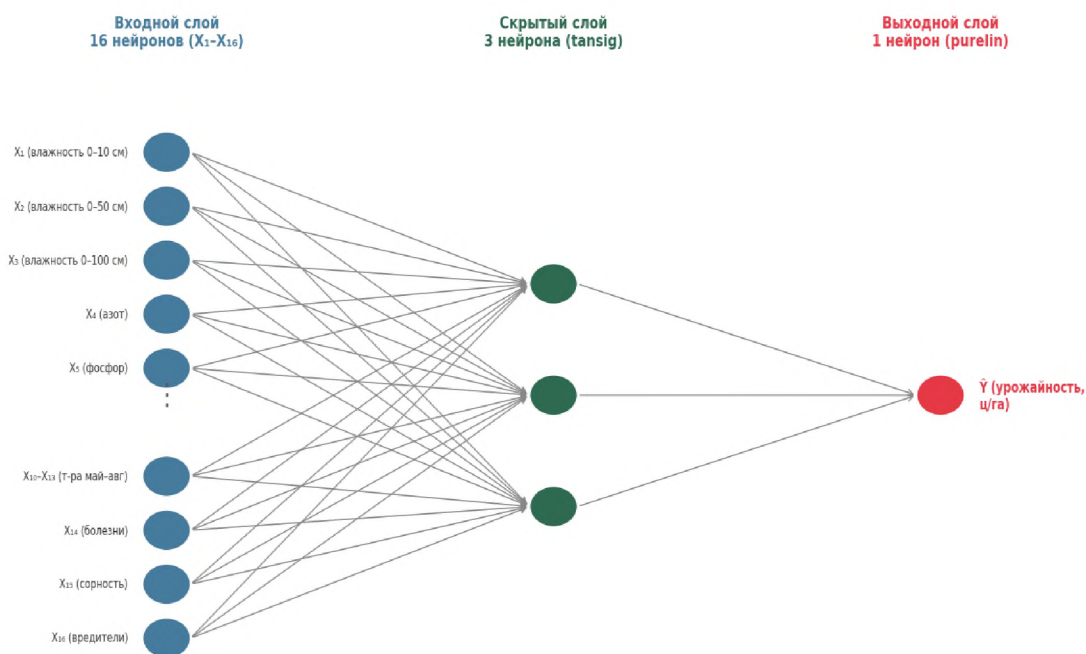 Входной слой
16 нейронов (X₁–X₁₆)
Скрытый слой
3 нейрона (tansig)
Выходной слой
1 нейрон (purelin)
X₁ (влажность 0–10 см)
X₂ (влажность 0–50 см)
X₃ (влажность 0–100 см)
X₄ (азот)
X₅ (фосфор)
⋮
X₁₀–X₁₃ (т-ра май–авг)
X₁₄ (болезни)
X₁₅ (сорность)
X₁₆ (вредители)
Ŷ (урожайность,
ц/га)